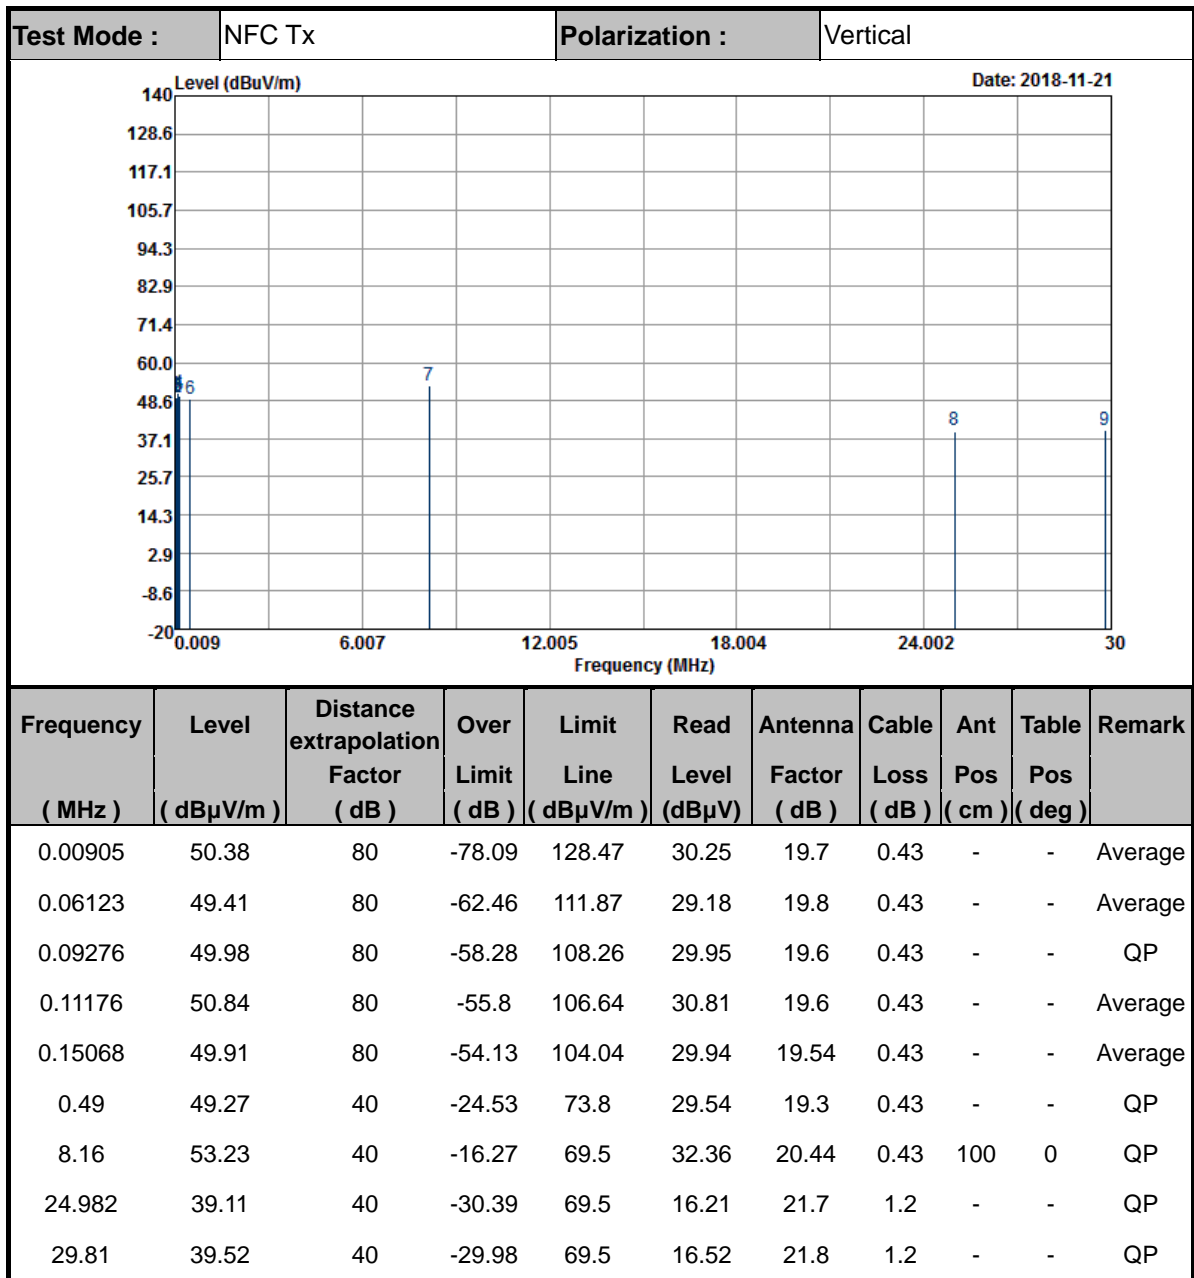 Test Mode : NFC Tx Polarization : Vertical
Level (dBuV/m) Date: 2018-11-21
140
128.6
117.1
105.7
94.3
82.9
71.4
60.0
48.6
37.1
25.7
14.3
2.9
-8.6
-20
6
7
8
9
0.009 6.007 12.005 18.004 24.002 30
Frequency (MHz)
Frequency Level Distance extrapolation Over Limit Read Antenna Cable Ant Table Remark
Factor Limit Line Level Factor Loss Pos Pos
( MHz ) ( dBµV/m ) ( dB ) ( dB ) ( dBµV/m ) (dBµV) ( dB ) ( dB ) ( cm ) ( deg )
0.00905 50.38 80 -78.09 128.47 30.25 19.7 0.43 - - Average
0.06123 49.41 80 -62.46 111.87 29.18 19.8 0.43 - - Average
0.09276 49.98 80 -58.28 108.26 29.95 19.6 0.43 - - QP
0.11176 50.84 80 -55.8 106.64 30.81 19.6 0.43 - - Average
0.15068 49.91 80 -54.13 104.04 29.94 19.54 0.43 - - Average
0.49 49.27 40 -24.53 73.8 29.54 19.3 0.43 - - QP
8.16 53.23 40 -16.27 69.5 32.36 20.44 0.43 100 0 QP
24.982 39.11 40 -30.39 69.5 16.21 21.7 1.2 - - QP
29.81 39.52 40 -29.98 69.5 16.52 21.8 1.2 - - QP